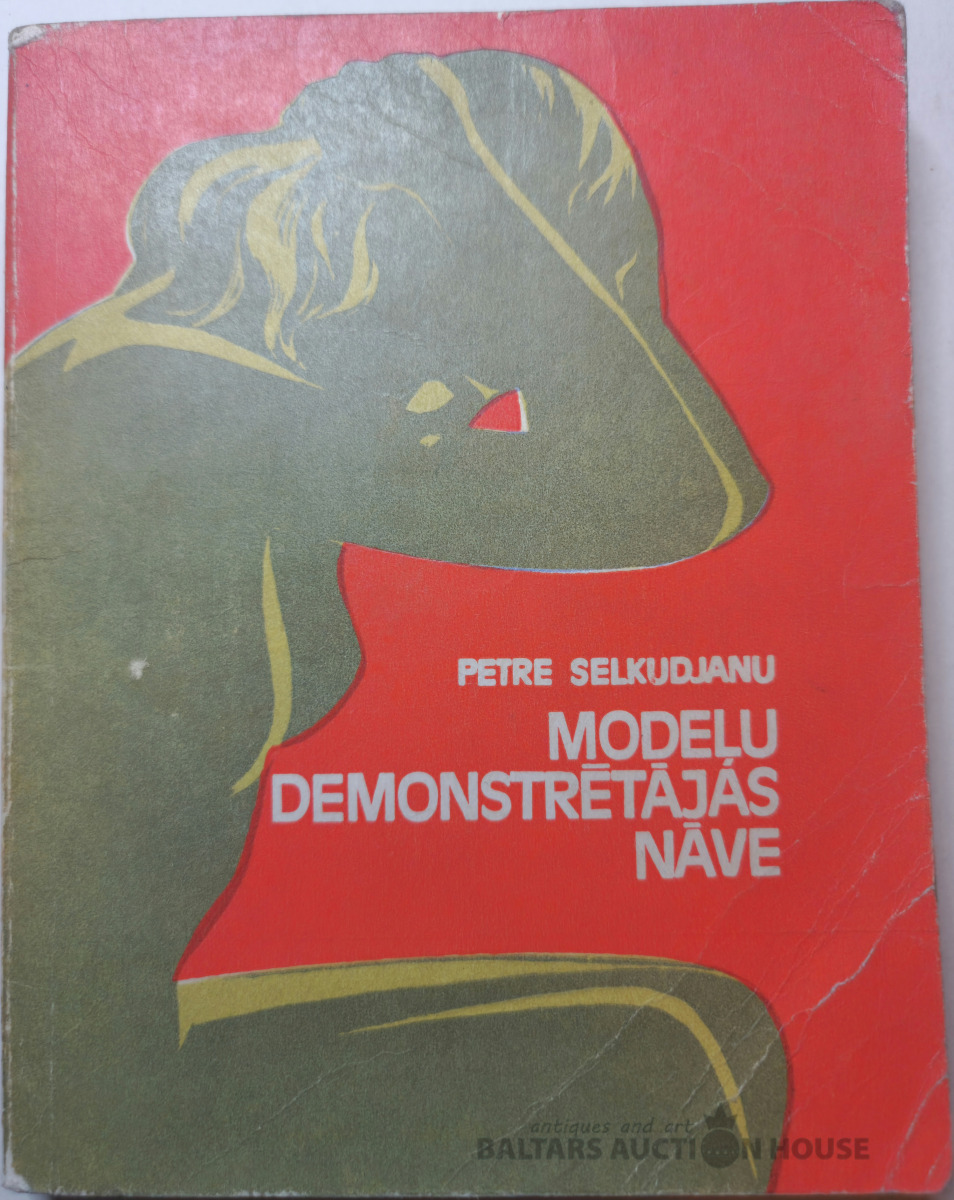 PETRE SELKUDJANU
MODEĻU
DEMONSTRĒTĀJAS
NĀVE
antiques and art
BALTARS AUCTION HOUSE